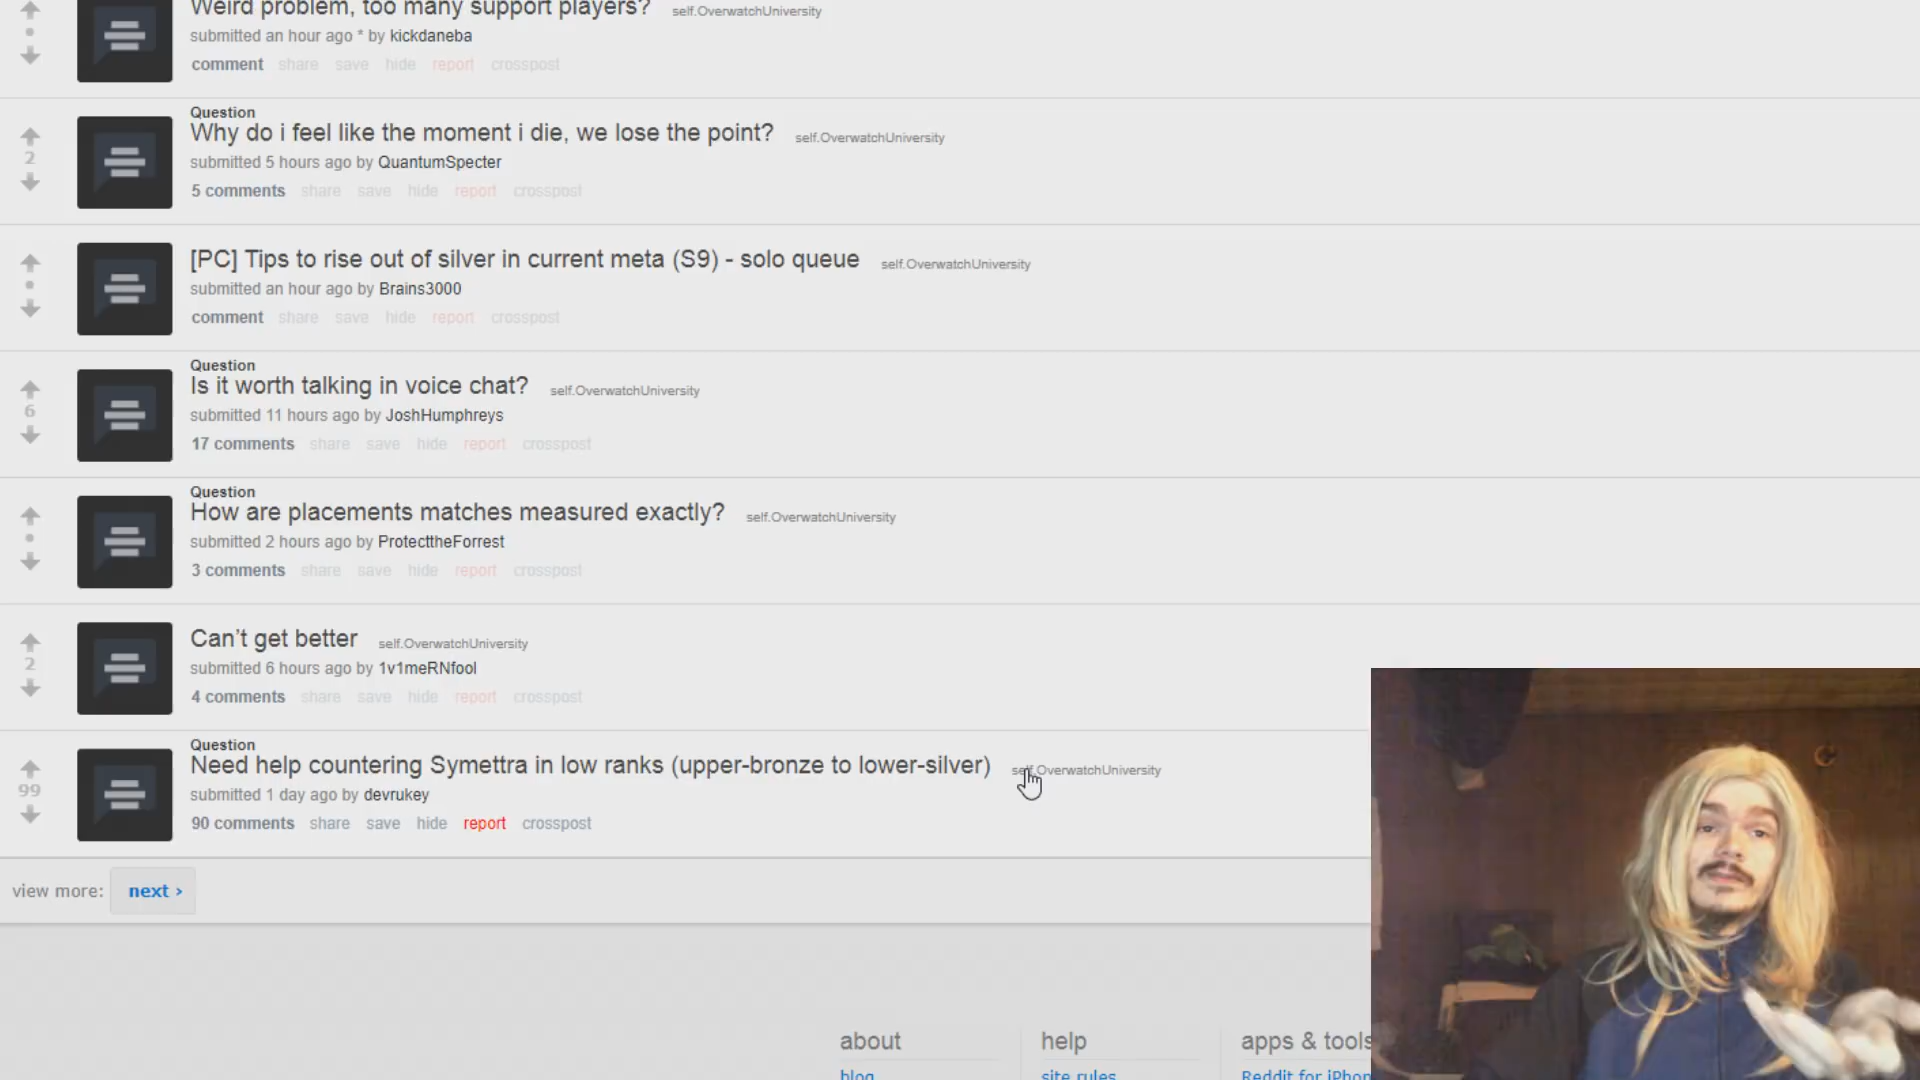 Weird problem, too many support players? self.OverwatchUniversity
submitted an hour ago * by kickdaneba
comment share save hide report crosspost
Question
2
Why do i feel like the moment i die, we lose the point? self.OverwatchUniversity
submitted 5 hours ago by QuantumSpecter
5 comments share save hide report crosspost
[PC] Tips to rise out of silver in current meta (S9) - solo queue self.OverwatchUniversity
submitted an hour ago by Brains3000
comment share save hide report crosspost
Question
6
Is it worth talking in voice chat? self.OverwatchUniversity
submitted 11 hours ago by JoshHumphreys
17 comments share save hide report crosspost
Question
How are placements matches measured exactly? self.OverwatchUniversity
submitted 2 hours ago by ProtecttheForrest
3 comments share save hide report crosspost
2
Can't get better self.OverwatchUniversity
submitted 6 hours ago by 1v1meRNfool
4 comments share save hide report crosspost
Question
99
Need help countering Symettra in low ranks (upper-bronze to lower-silver) self.OverwatchUniversity
submitted 1 day ago by devrukey
90 comments share save hide report crosspost
view more: next ›
about help apps & tools
blog site rules Reddit for iPhon